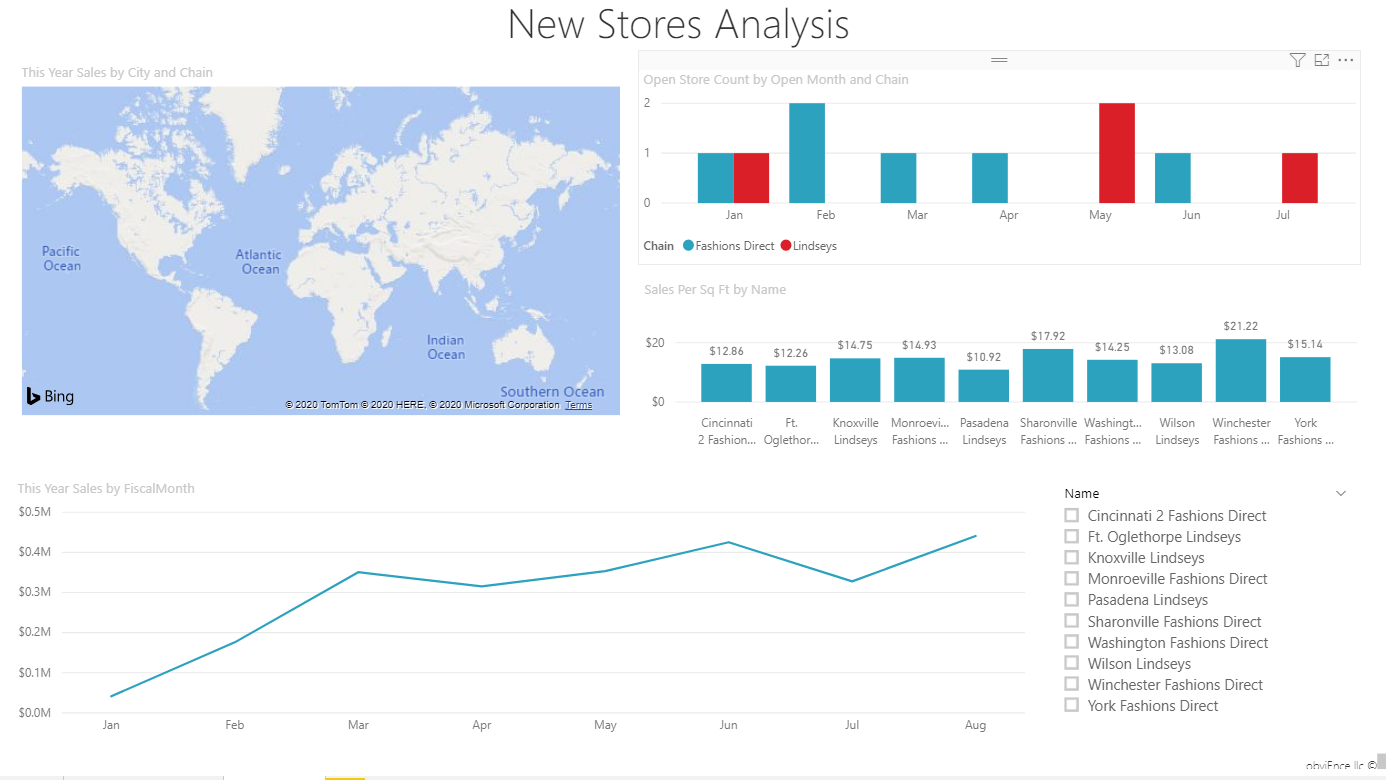 New Stores Analysis
This Year Sales by City and Chain
Pacific
Ocean
Atlantic
Ocean
Indian
Ocean
Southern Ocean
Bing
© 2020 TomTom © 2020 HERE, © 2020 Microsoft Corporation Terms
Open Store Count by Open Month and Chain
2
1
0
Jan Feb Mar Apr May Jun Jul
Chain Fashions Direct Lindseys
Sales Per Sq Ft by Name
$20
$0
$12.86 $12.26 $14.75 $14.93 $10.92 $17.92 $14.25 $13.08 $21.22 $15.14
Cincinnati Ft. Knoxville Monroevi... Pasadena Sharonville Washingt... Wilson Winchester York
2 Fashion... Oglethor... Lindseys Fashions ... Lindseys Fashions ... Fashions ... Lindseys Fashions ... Fashions ...
This Year Sales by FiscalMonth
$0.5M
$0.4M
$0.3M
$0.2M
$0.1M
$0.0M
Jan Feb Mar Apr May Jun Jul Aug
Name
Cincinnati 2 Fashions Direct
Ft. Oglethorpe Lindseys
Knoxville Lindseys
Monroeville Fashions Direct
Pasadena Lindseys
Sharonville Fashions Direct
Washington Fashions Direct
Wilson Lindseys
Winchester Fashions Direct
York Fashions Direct
obviEnce llc ©